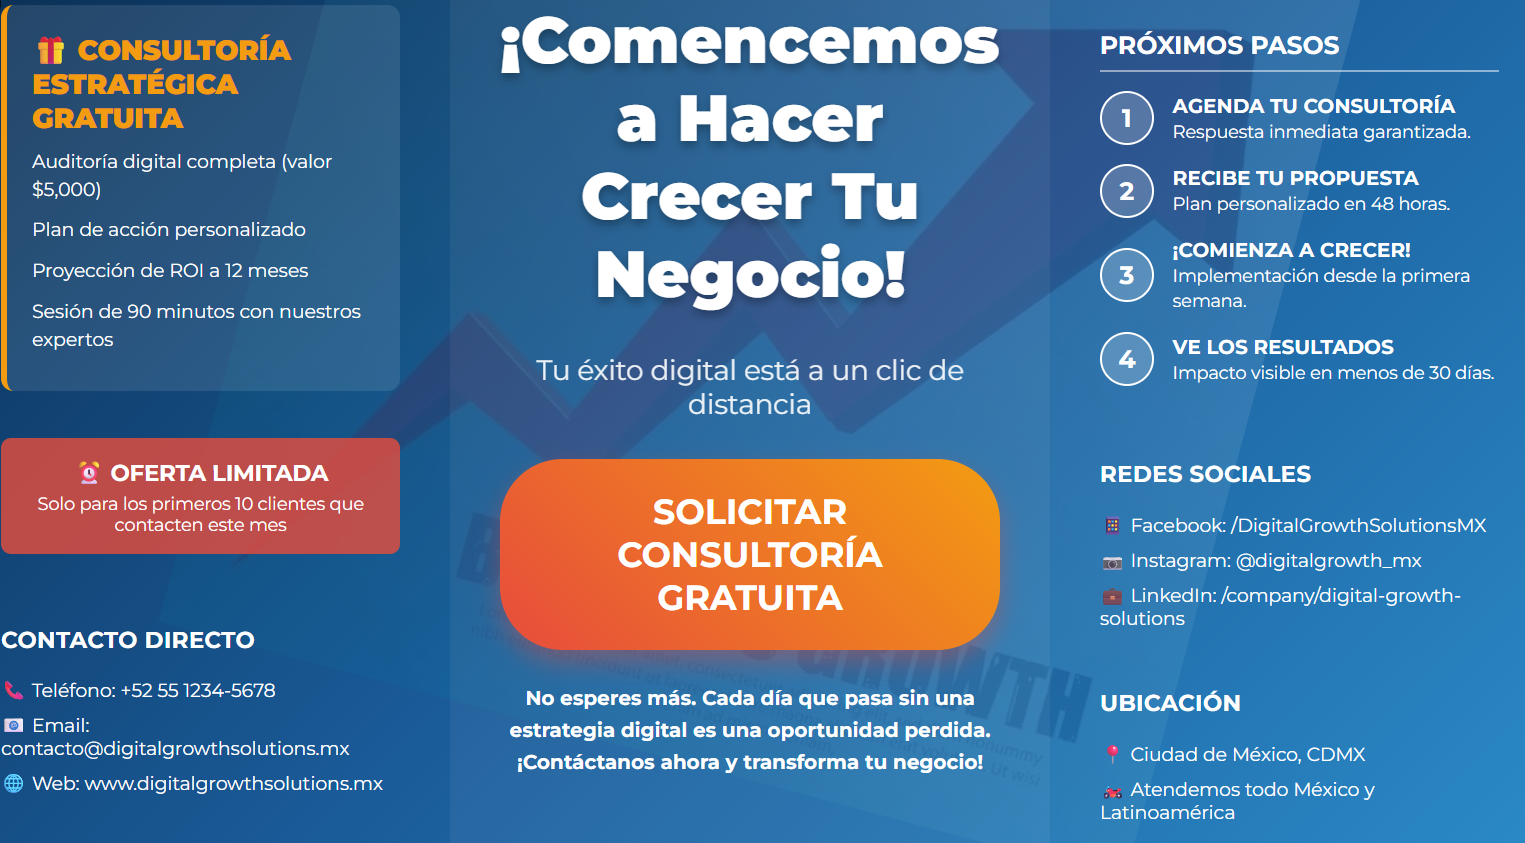 CONSULTORÍA
ESTRATÉGICA
GRATUITA
Auditoría digital completa (valor
$5,000)
Plan de acción personalizado
Proyección de ROI a 12 meses
Sesión de 90 minutos con nuestros
expertos
OFERTA LIMITADA
Solo para los primeros 10 clientes que
contacten este mes
CONTACTO DIRECTO
Teléfono: +52 55 1234-5678
Email:
contacto@digitalgrowthsolutions.mx
Web: www.digitalgrowthsolutions.mx
¡Comencemos
a Hacer
Crecer Tu
Negocio!
Tu éxito digital está a un clic de
distancia
SOLICITAR
CONSULTORÍA
GRATUITA
No esperes más. Cada día que pasa sin una
estrategia digital es una oportunidad perdida.
¡Contáctanos ahora y transforma tu negocio!
GROWTH
PRÓXIMOS PASOS
1
AGENDA TU CONSULTORÍA
Respuesta inmediata garantizada.
2
RECIBE TU PROPUESTA
Plan personalizado en 48 horas.
3
¡COMIENZA A CRECER!
Implementación desde la primera
semana.
4
VE LOS RESULTADOS
Impacto visible en menos de 30 días.
REDES SOCIALES
Facebook: /DigitalGrowthSolutionsMX
Instagram: @digitalgrowth_mx
LinkedIn: /company/digital-growth-
solutions
UBICACIÓN
Ciudad de México, CDMX
Atendemos todo México y
Latinoamérica